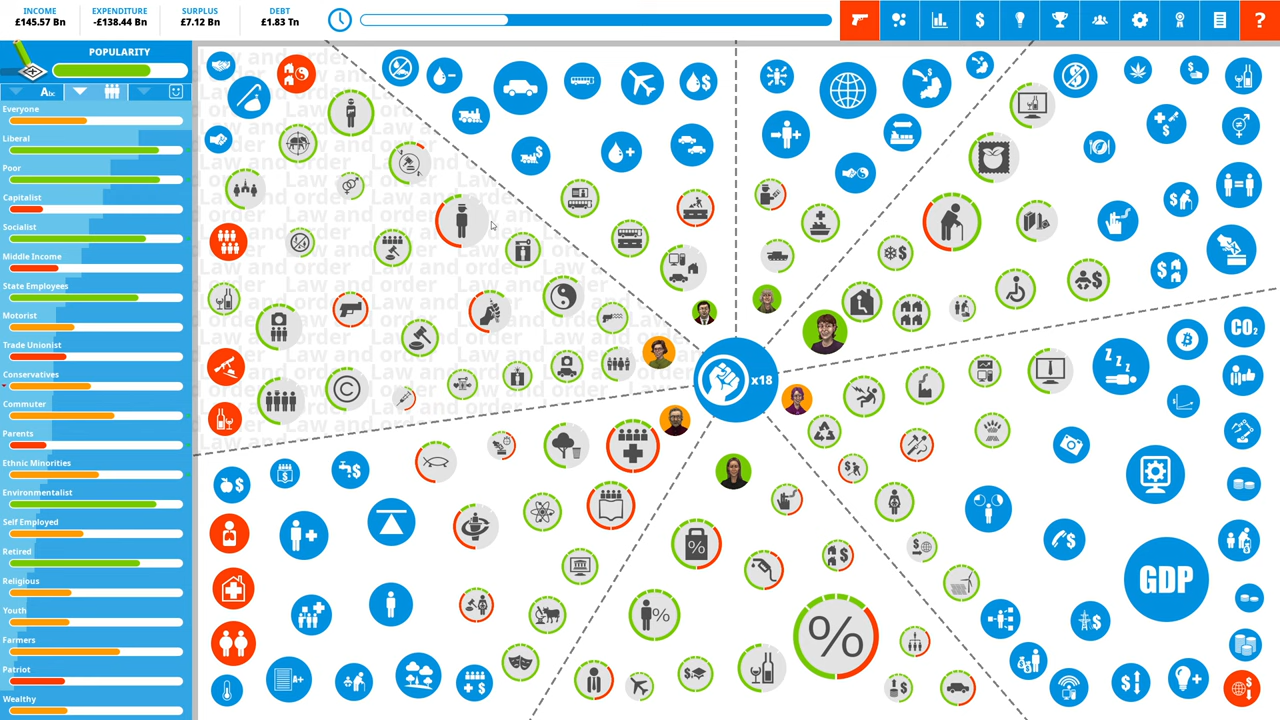 INCOME EXPENDITURE SURPLUS DEBT
£145.57 Bn -£138.44 Bn £7.12 Bn £1.83 Tn
?
POPULARITY
Abc
Everyone
Liberal
Poor
Capitalist
Socialist
Middle Income
State Employees
Motorist
Trade Unionist
Conservatives
Commuter
Parents
Ethnic Minorities
Environmentalist
Self Employed
Retired
Religious
Youth
Farmers
Patriot
Wealthy
Law and order
x18
CO2
Z Z Z
GDP
%
%
%
A+